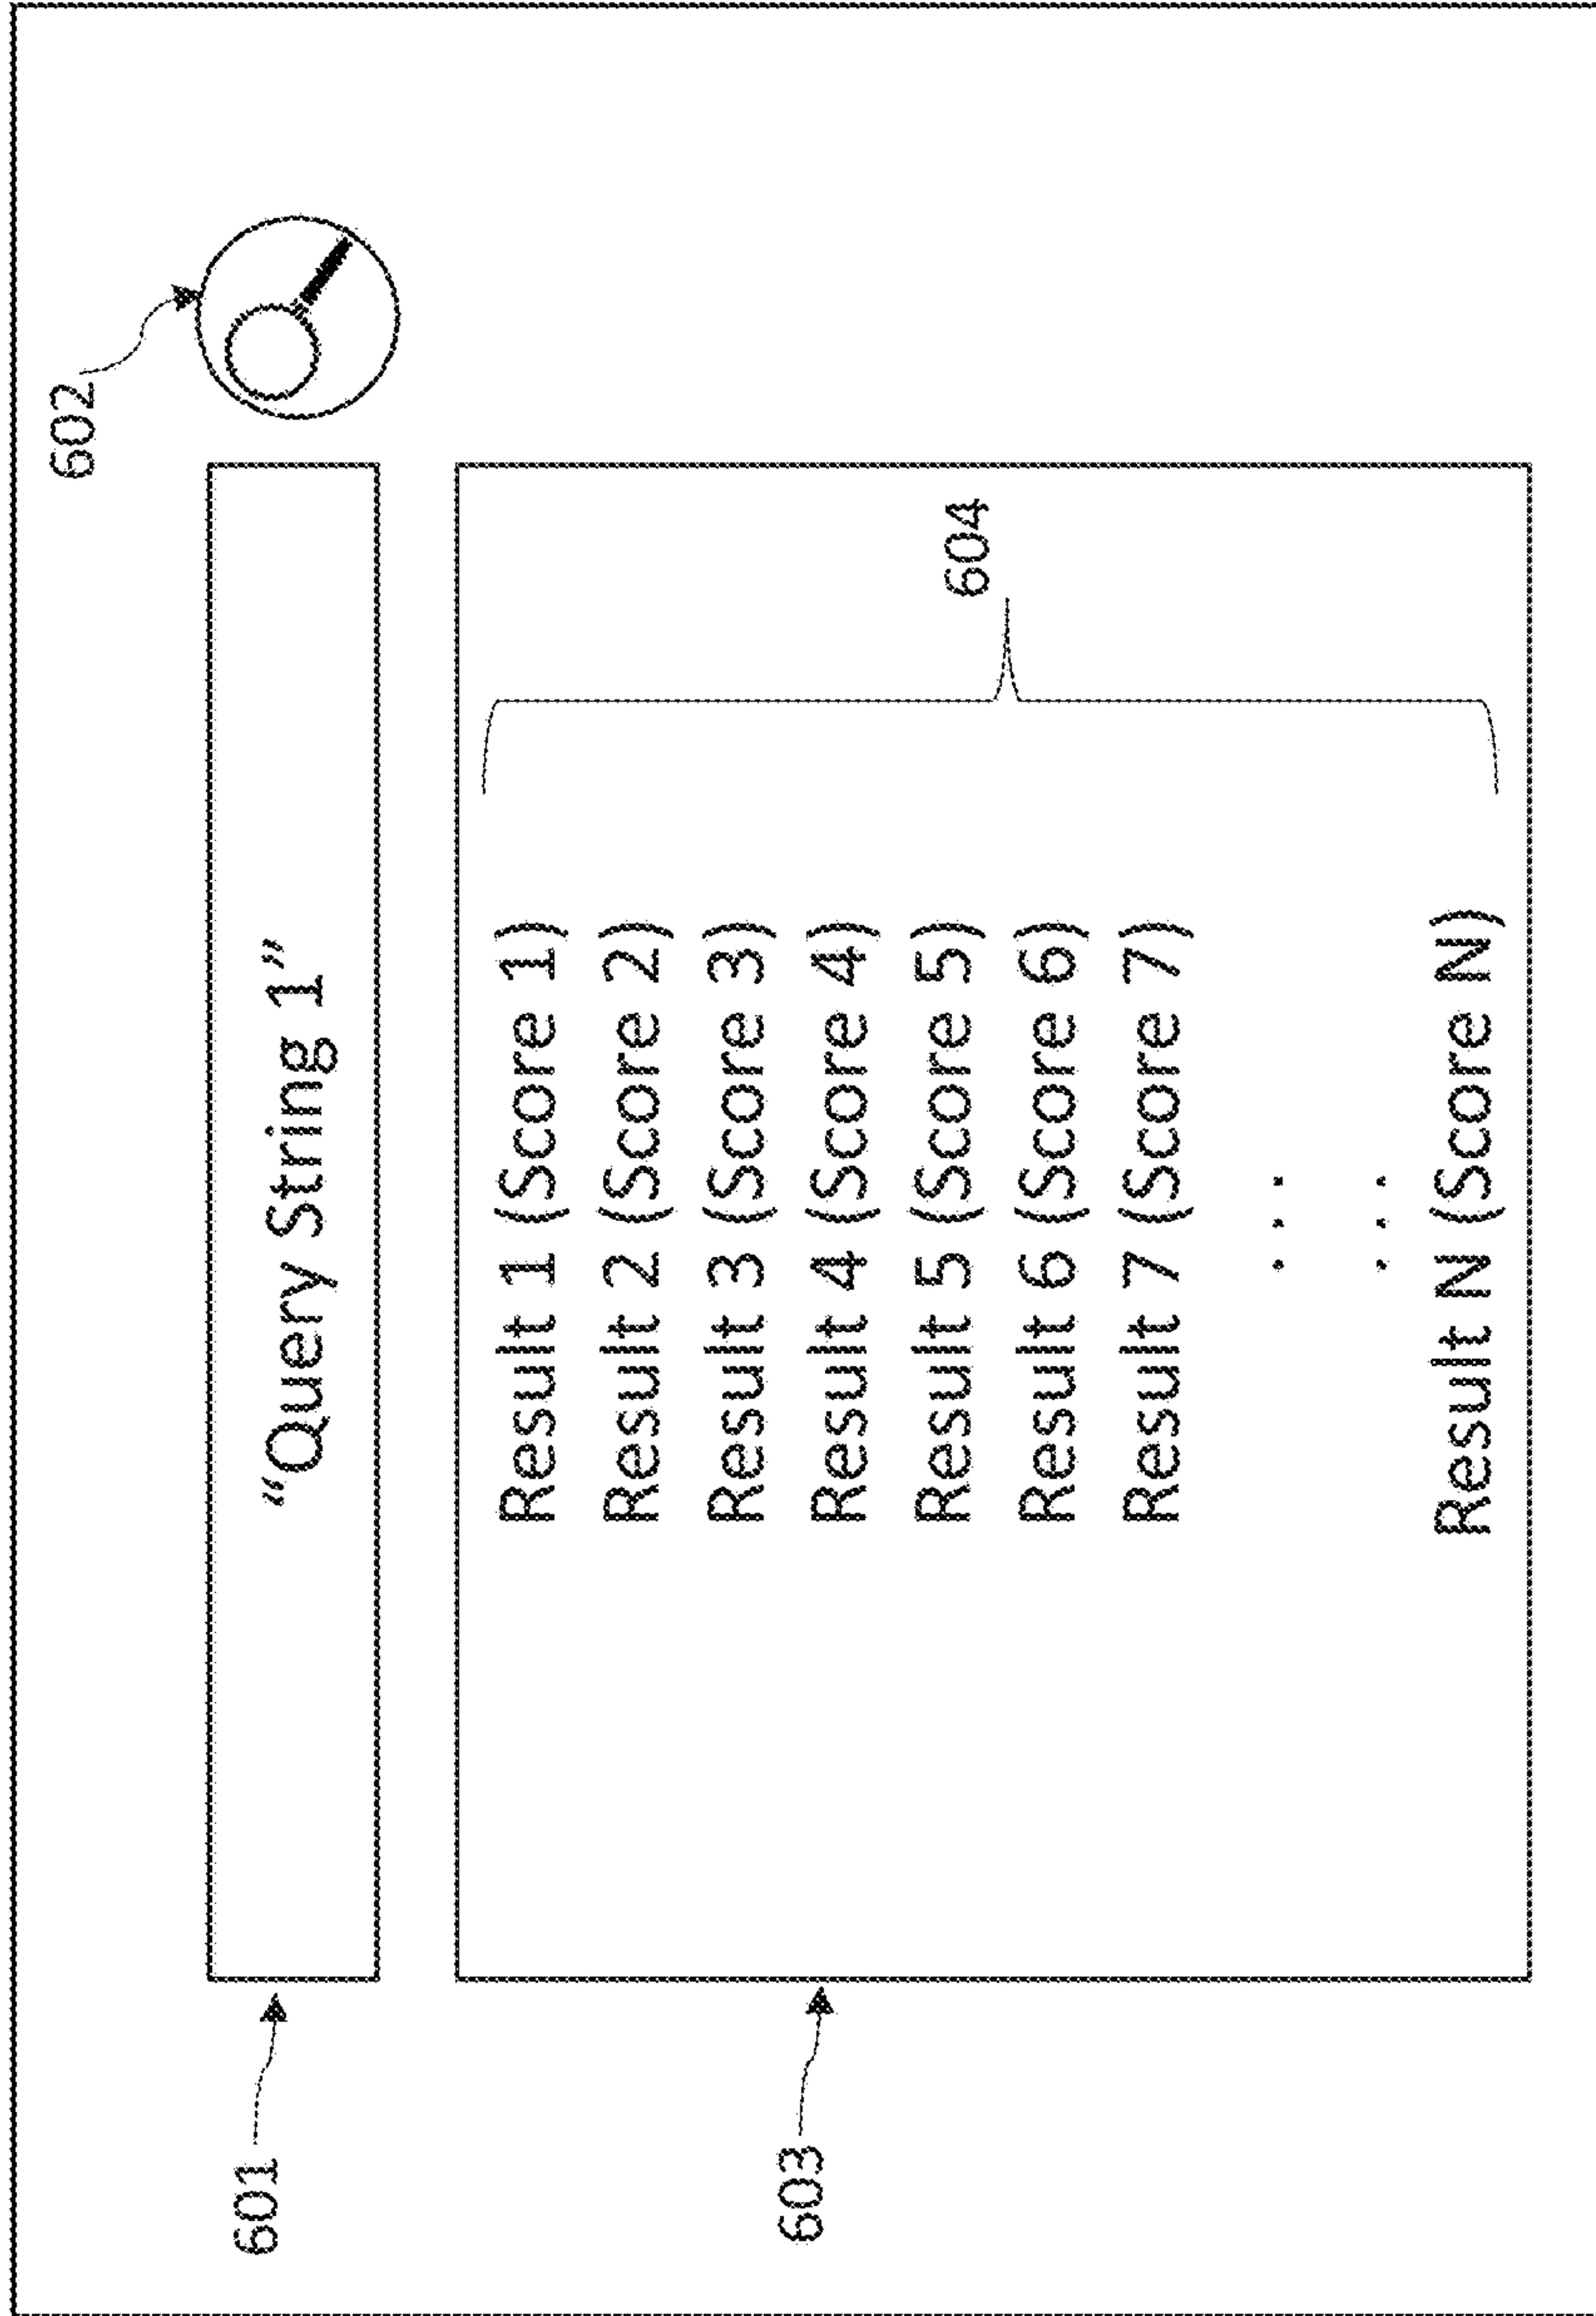 602
601
“Query String 1”
603
Result 1 (Score 1)
Result 2 (Score 2)
Result 3 (Score 3)
Result 4 (Score 4)
Result 5 (Score 5)
Result 6 (Score 6)
Result 7 (Score 7)
. . .
. . .
Result N (Score N)
604